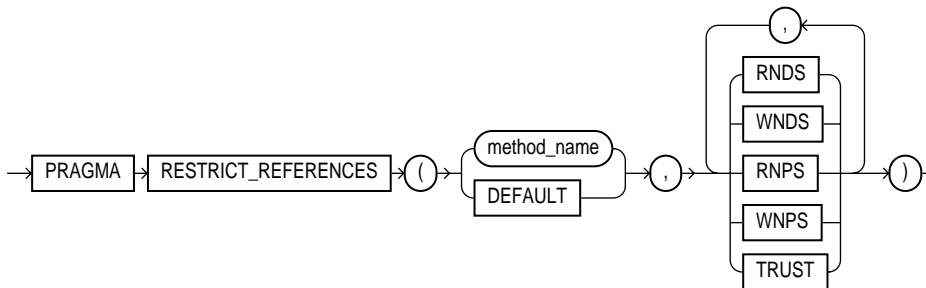 ,
RNDS
WNDS
method_name
PRAGMA RESTRICT_REFERENCES ( , RNPS )
DEFAULT
WNPS
TRUST